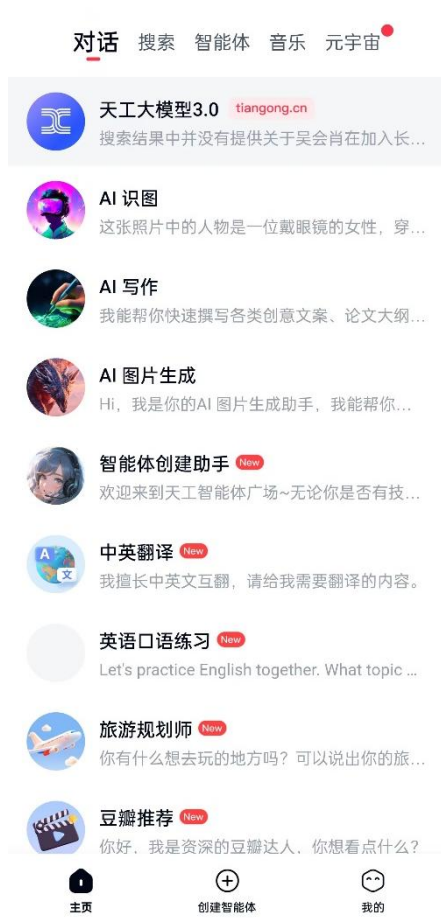 对话 搜索 智能体 音乐 元宇宙
天工大模型3.0 tiangong.cn
搜索结果中并没有提供关于吴会肖在加入长...
AI 识图
这张照片中的人物是一位戴眼镜的女性，穿...
AI 写作
我能帮你快速撰写各类创意文案、论文大纲...
AI 图片生成
Hi，我是你的AI 图片生成助手，我能帮你...
智能体创建助手 New
欢迎来到天工智能体广场~无论你是否有技...
A
文
中英翻译 New
我擅长中英文互翻，请给我需要翻译的内容。
英语口语练习 New
Let's practice English together. What topic ...
旅游规划师 New
你有什么想去玩的地方吗？可以说出你的旅...
豆瓣推荐 New
你好，我是资深的豆瓣达人，你想看点什么？
主页 创建智能体 我的